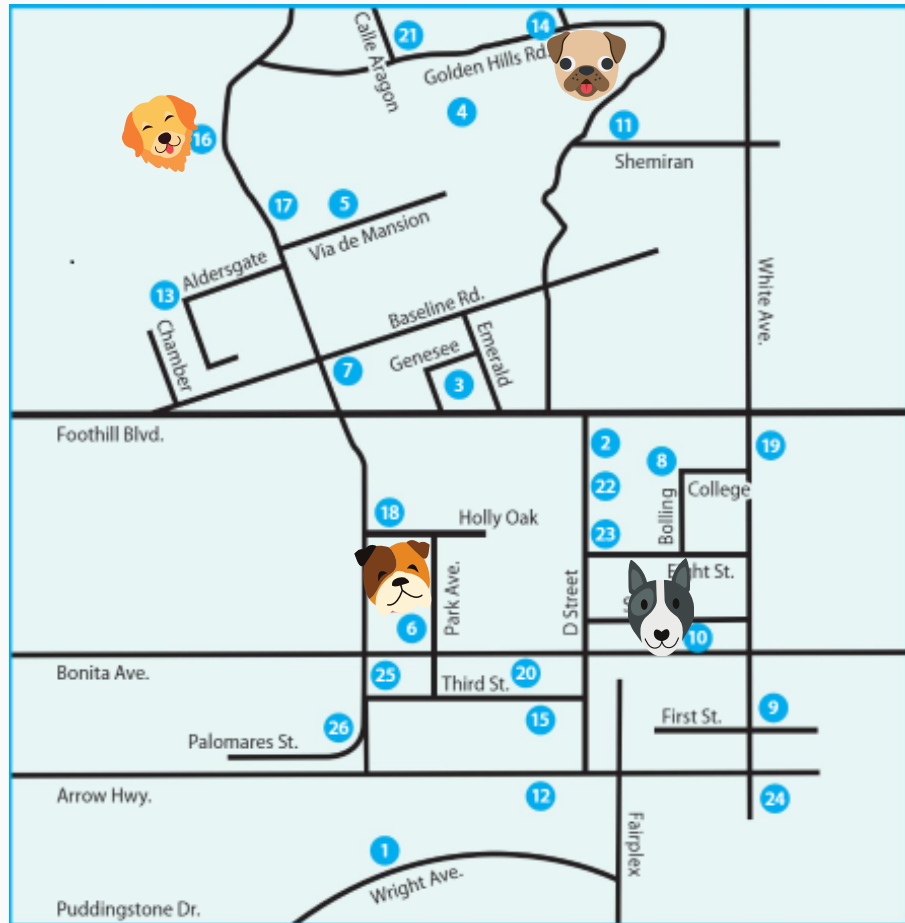 14
21
Calle Aragon
Golden Hills Rd.
4
11
16
Shemiran
17
5
Via de Mansion
Aldersgate
13
White Ave.
Baseline Rd.
Chamber
Emerald
Genesee
7
3
Foothill Blvd.
2
19
8
22
College
Bolling
18
Holly Oak
23
Eight St.
Park Ave.
D Street
6
10
Bonita Ave.
25
Third St.
20
9
First St.
15
26
Palomares St.
Arrow Hwy.
12
24
Fairplex
1
Wright Ave.
Puddingstone Dr.